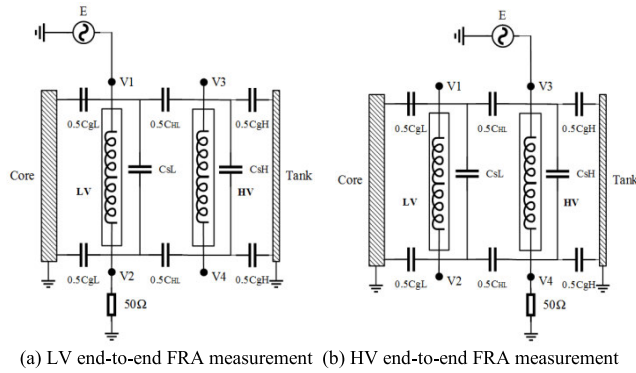 E
V1
V3
0.5CgL
0.5CHL
0.5CgH
Core
LV
CsL
CsH
HV
Tank
0.5CgL
0.5CHL
0.5CgH
V2
V4
50Ω
E
V1
V3
0.5CgL
0.5CHL
0.5CgH
Core
LV
CsL
CsH
HV
Tank
0.5CgL
0.5CHL
0.5CgH
V2
V4
50Ω
(a) LV end-to-end FRA measurement (b) HV end-to-end FRA measurement